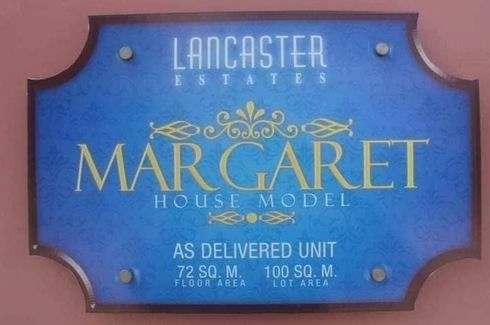 LANCASTER
ESTATES
MARGARET
HOUSE MODEL
AS DELIVERED UNIT
72 SQ. M. 100 SQ. M.
FLOOR AREA LOT AREA